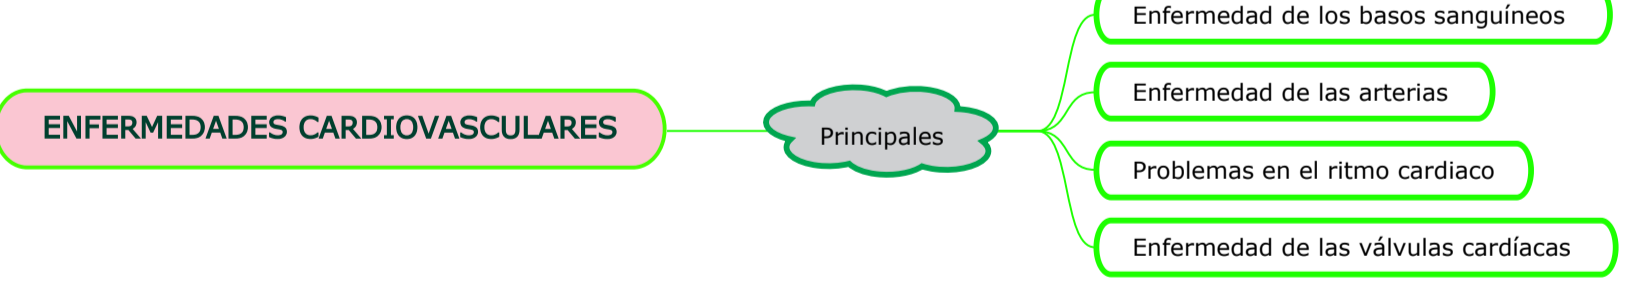 Enfermedad de los basos sanguíneos
Enfermedad de las arterias
ENFERMEDADES CARDIOVASCULARES
Principales
Problemas en el ritmo cardiaco
Enfermedad de las válvulas cardíacas